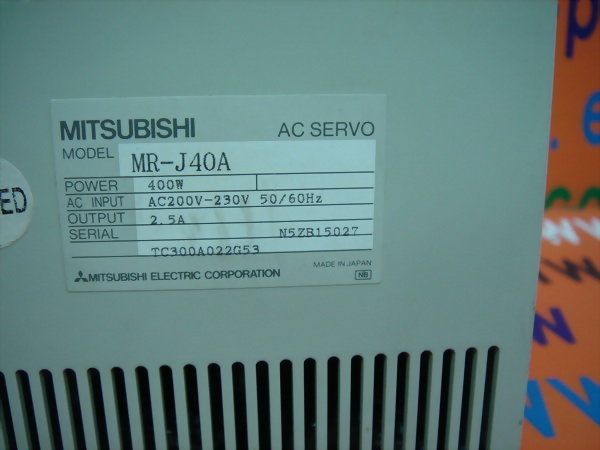 MITSUBISHI AC SERVO
MODEL MR-J40A
POWER 400W
AC INPUT AC200V-230V 50/60Hz
OUTPUT 2.5A
SERIAL N5ZB15027
TC300A022G53
MADE IN JAPAN
MITSUBISHI ELECTRIC CORPORATION NB
ED